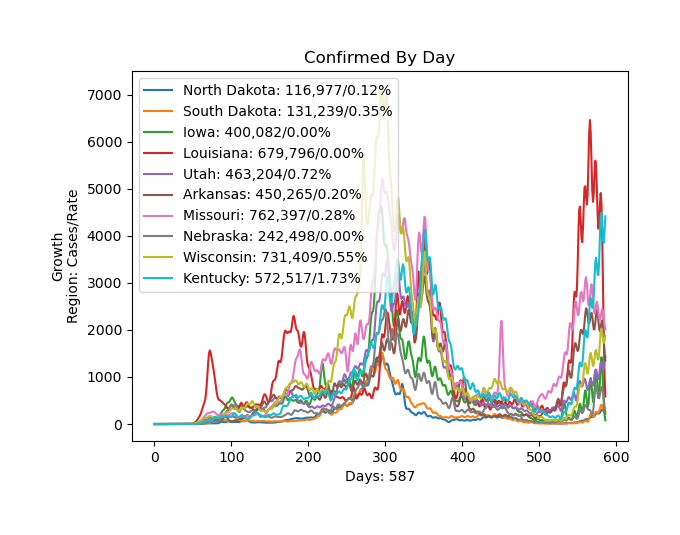 Confirmed By Day
7000
6000
5000
4000
3000
2000
1000
0
Growth
Region: Cases/Rate
North Dakota: 116,977/0.12%
South Dakota: 131,239/0.35%
Iowa: 400,082/0.00%
Louisiana: 679,796/0.00%
Utah: 463,204/0.72%
Arkansas: 450,265/0.20%
Missouri: 762,397/0.28%
Nebraska: 242,498/0.00%
Wisconsin: 731,409/0.55%
Kentucky: 572,517/1.73%
0 100 200 300 400 500 600
Days: 587